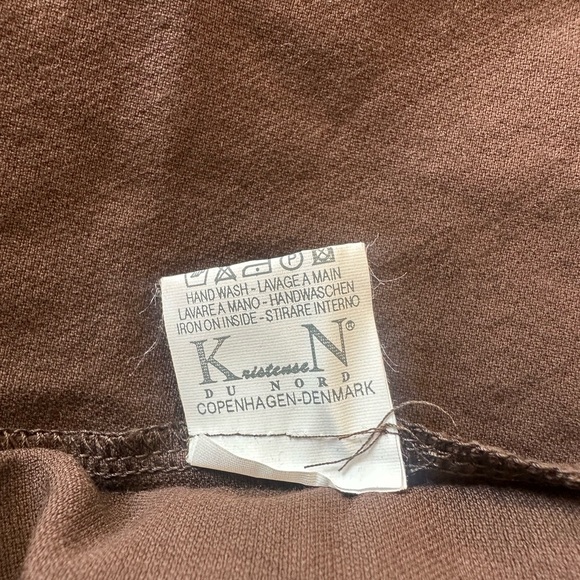 HAND WASH - LAVAGE A MAIN
LAVARE A MANO - HANDWASCHEN
IRON ON INSIDE - STIRARE INTERNO
KristenseN®
DU NORD
COPENHAGEN-DENMARK